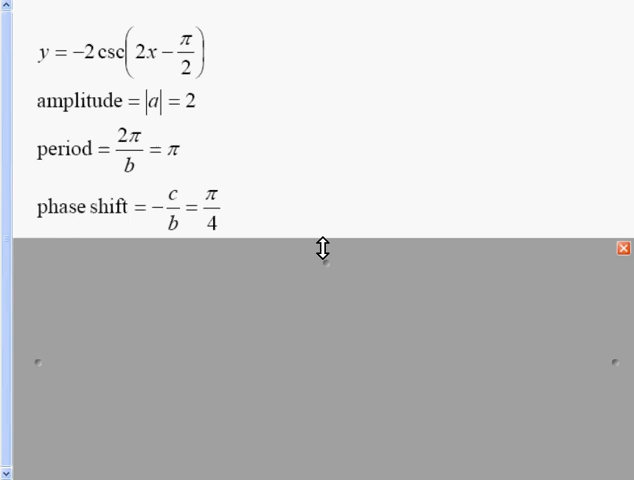 y = −2 csc(2x − π/2)
amplitude = |a| = 2
period = 2π/b = π
phase shift = −c/b = π/4